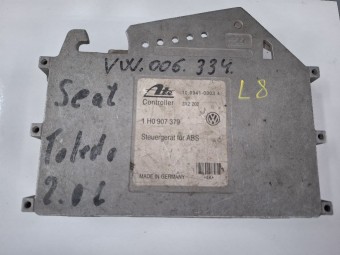 VW.006.334.
Seat
Toledo
2.0L
L8
Ate
Controller
1 H0 907 379
Steuergerät für ABS
MADE IN GERMANY